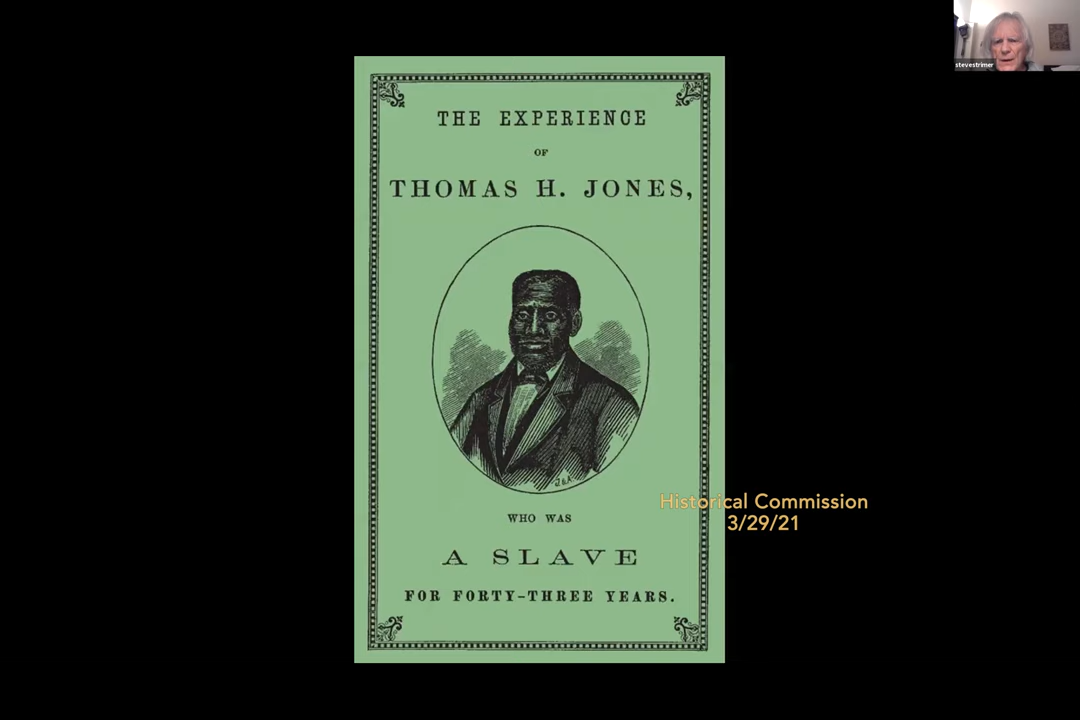 stevestrimer
THE EXPERIENCE
OF
THOMAS H. JONES,
J&A
WHO WAS
A SLAVE
FOR FORTY-THREE YEARS.
Historical Commission
3/29/21